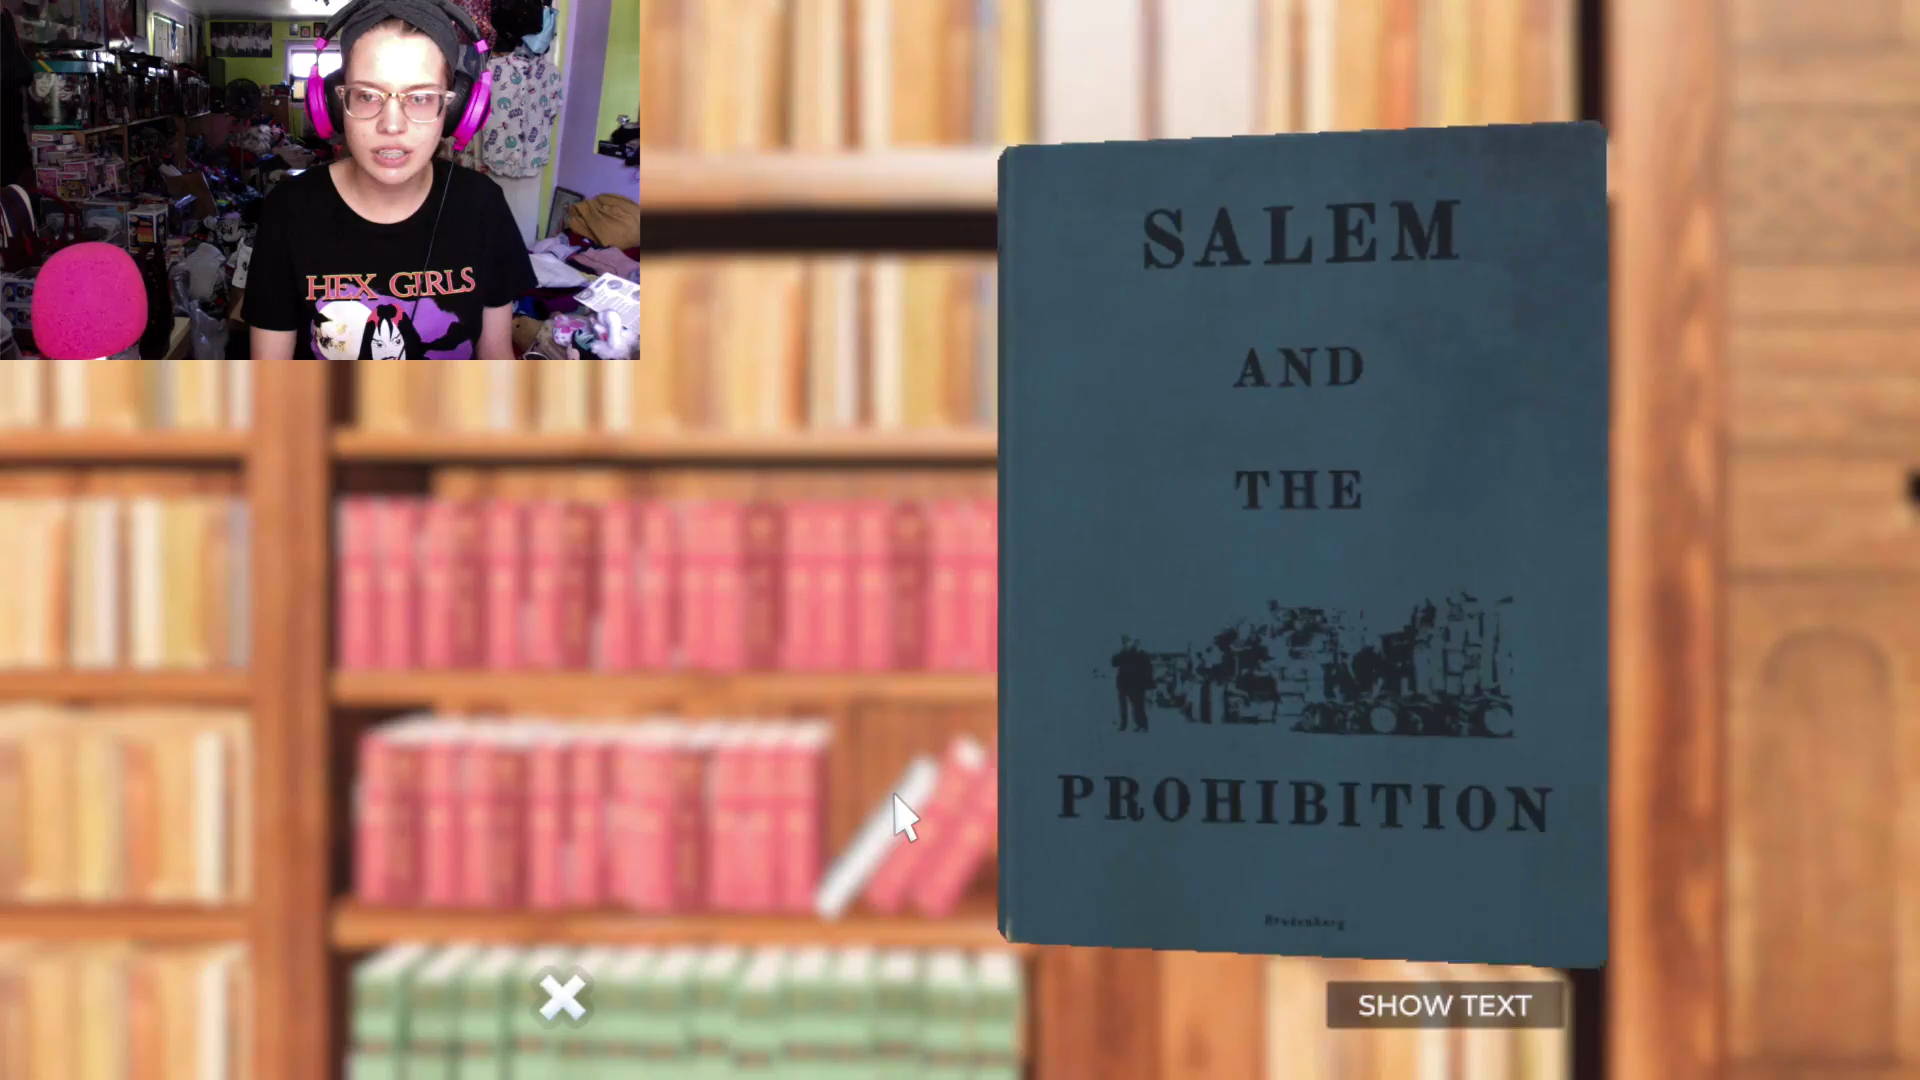 HEX GIRLS
SALEM
AND
THE
PROHIBITION
SHOW TEXT